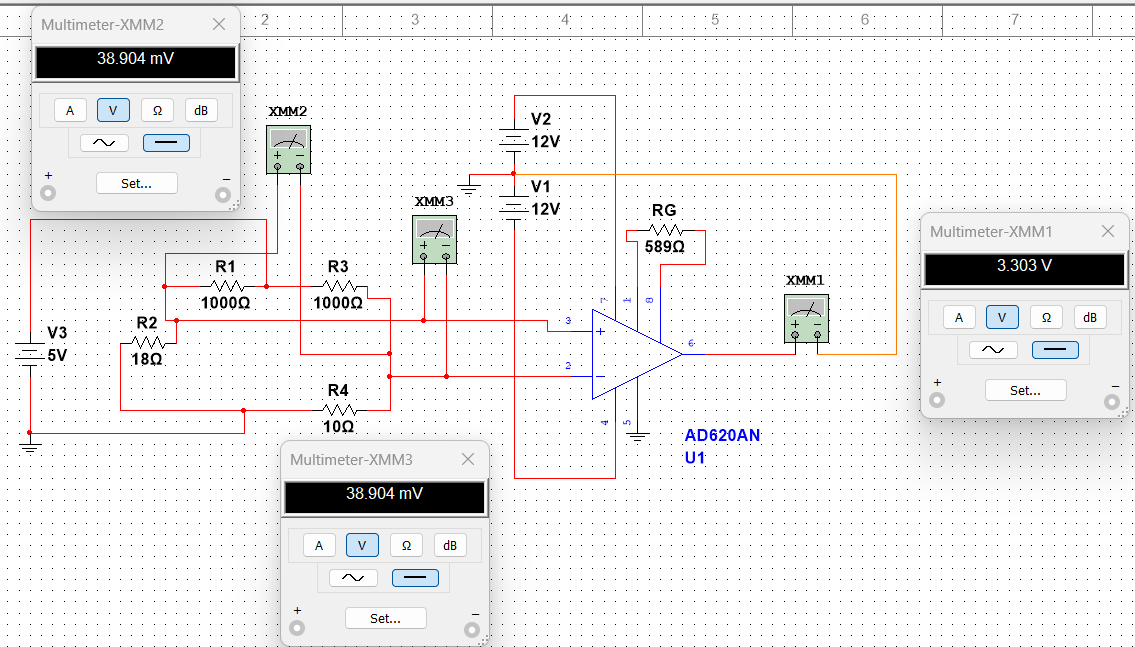 Multimeter-XMM2
38.904 mV
A V Ω dB
+ Set... −
2 3 4 5 6 7
XMM2
+ −
XMM3
+ −
V2
12V
V1
12V
RG
589Ω
R1
1000Ω
R3
1000Ω
R2
18Ω
V3
5V
R4
10Ω
7 1 8
3
+
2
−
6
4 5
AD620AN
U1
XMM1
+ −
Multimeter-XMM1
3.303 V
A V Ω dB
+ Set... −
Multimeter-XMM3
38.904 mV
A V Ω dB
+ Set... −